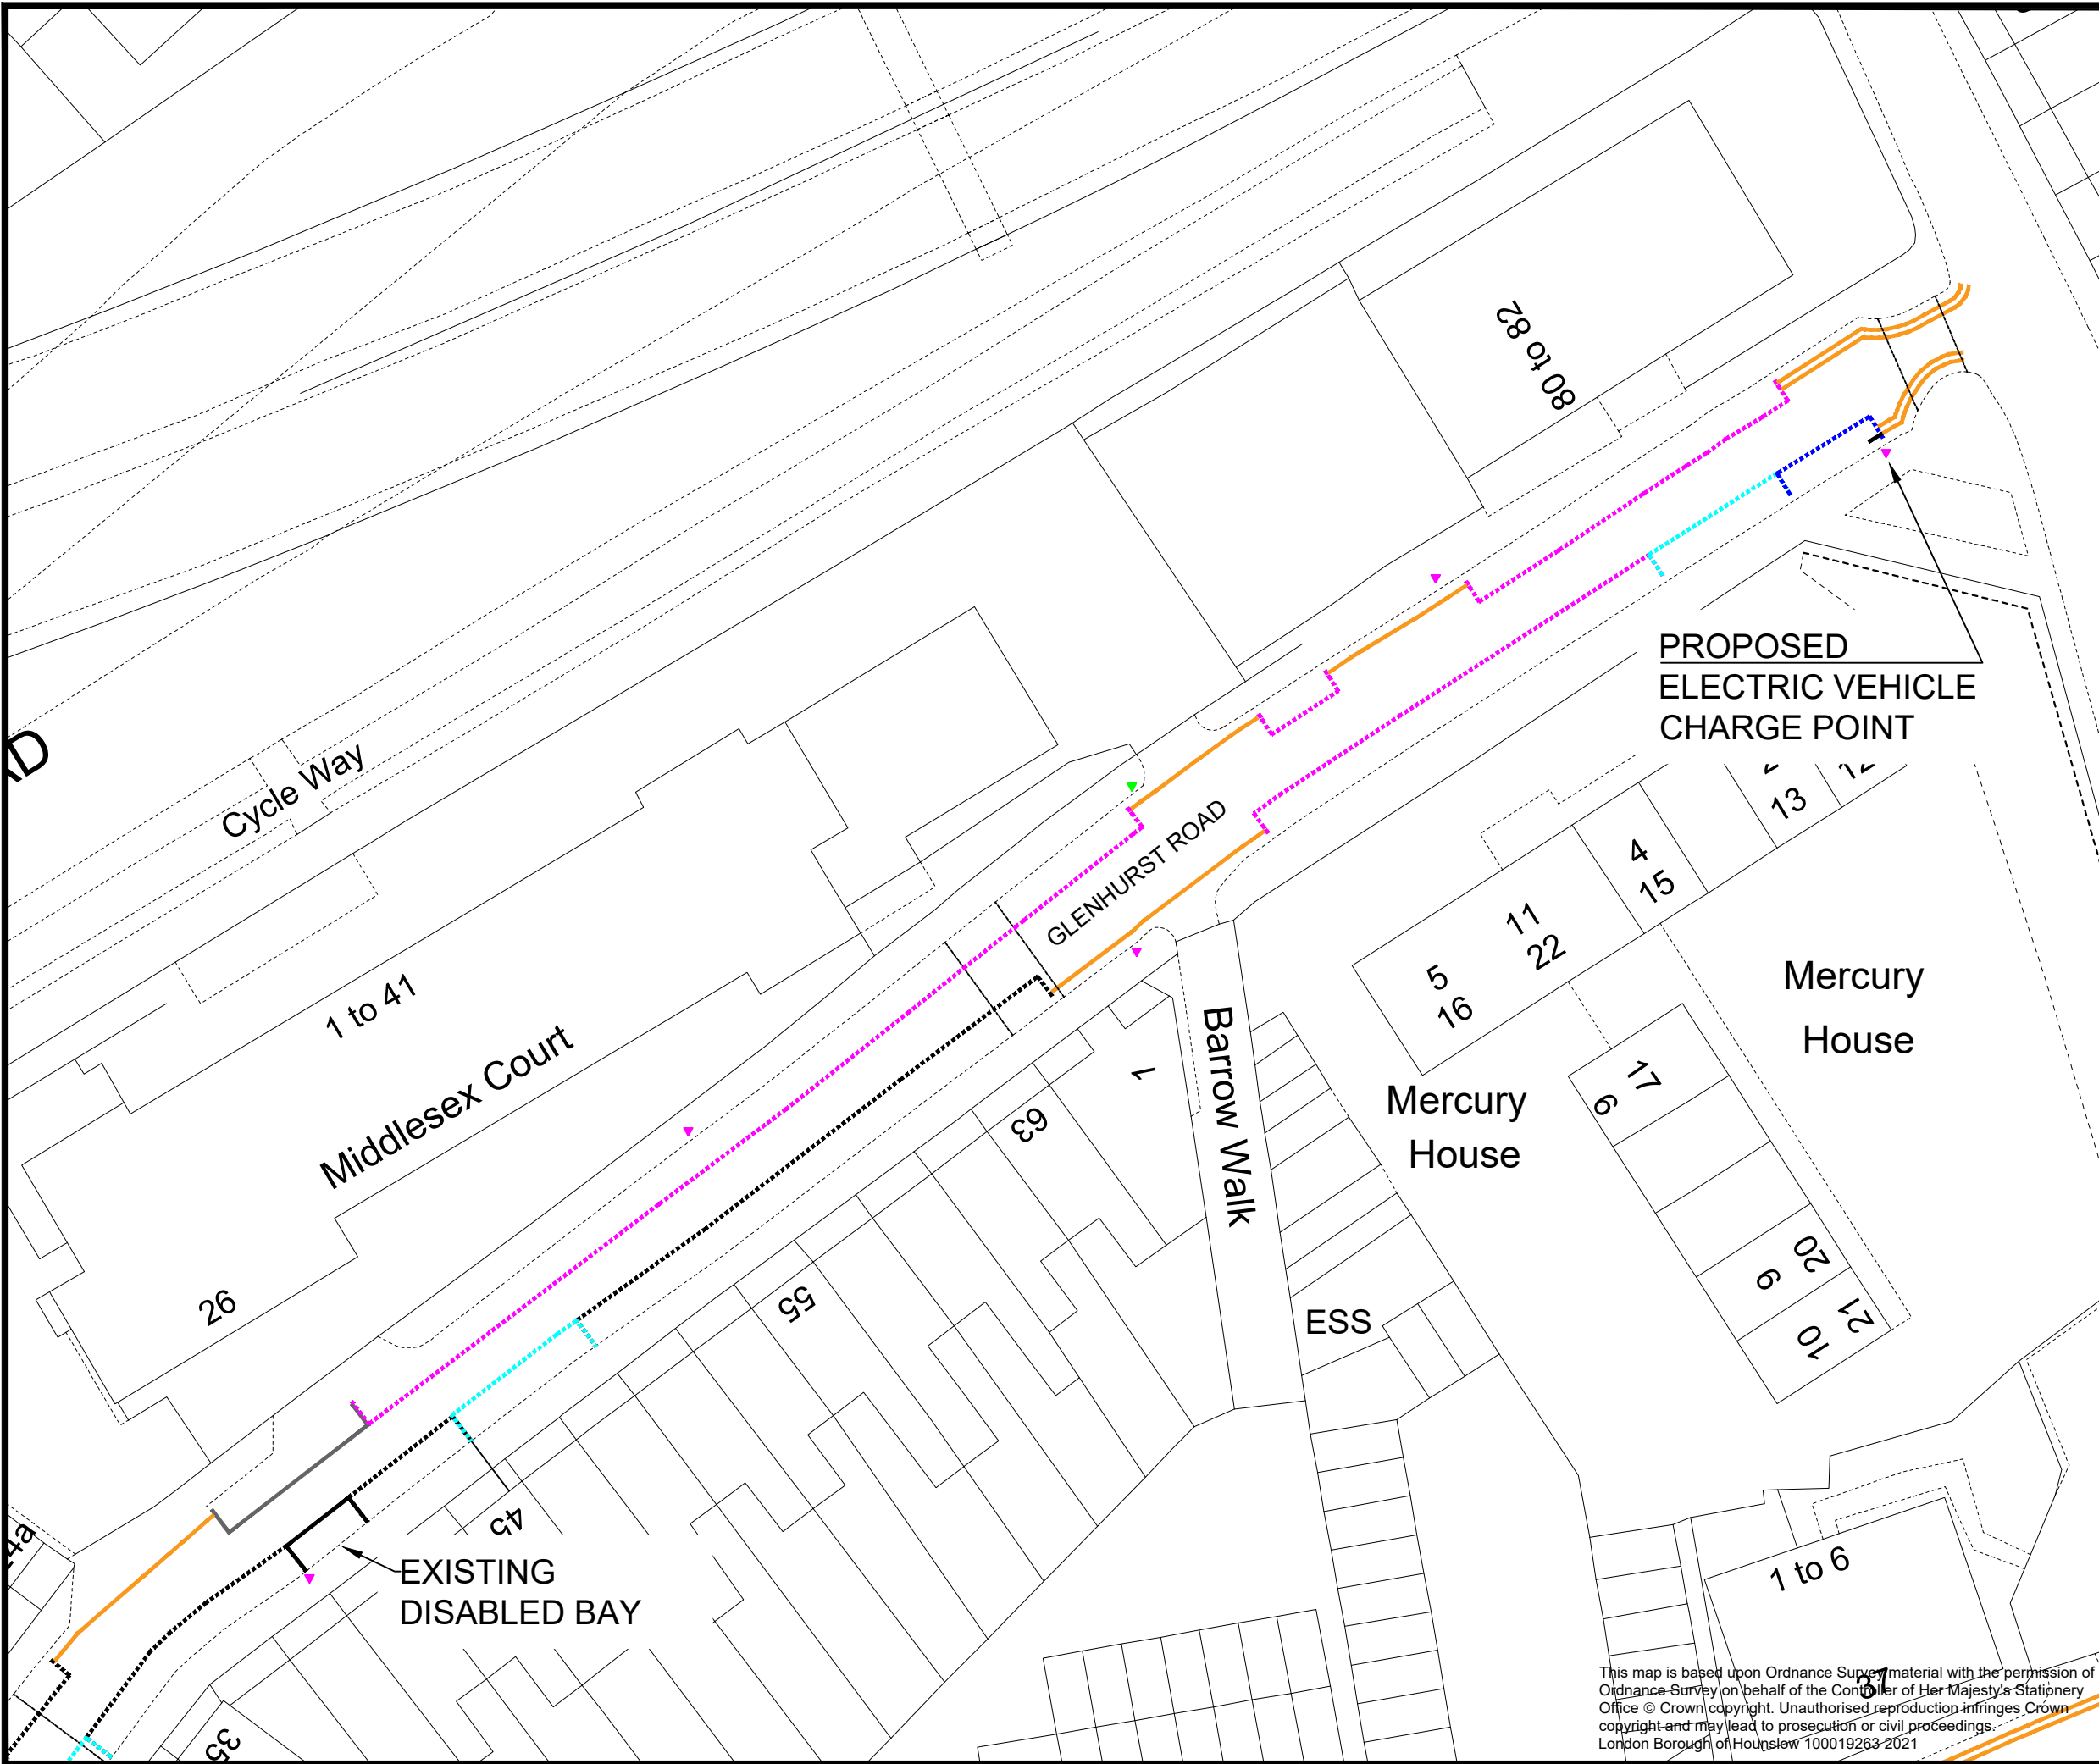 80 to 82
PROPOSED
ELECTRIC VEHICLE
CHARGE POINT
Cycle Way
GLENHURST ROAD
12
13
4
15
11
22
5
16
Mercury
House
1 to 41
Middlesex Court
Barrow Walk
1
63
17
6
Mercury
House
26
55
ESS
20
9
21
10
45
EXISTING
DISABLED BAY
1 to 6
35
37
This map is based upon Ordnance Survey material with the permission of
Ordnance Survey on behalf of the Controller of Her Majesty's Stationery
Office © Crown copyright. Unauthorised reproduction infringes Crown
copyright and may lead to prosecution or civil proceedings.
London Borough of Hounslow 100019263 2021